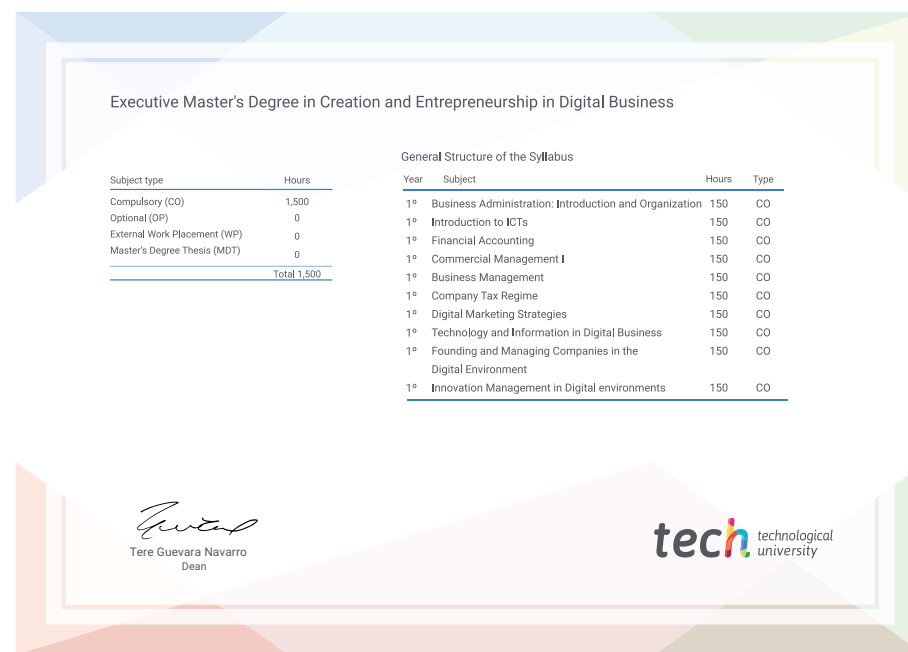 Executive Master's Degree in Creation and Entrepreneurship in Digital Business
Subject type Hours
Compulsory (CO) 1,500
Optional (OP) 0
External Work Placement (WP) 0
Master's Degree Thesis (MDT) 0
Total 1,500
General Structure of the Syllabus
Year Subject Hours Type
1º Business Administration: Introduction and Organization 150 CO
1º Introduction to ICTs 150 CO
1º Financial Accounting 150 CO
1º Commercial Management I 150 CO
1º Business Management 150 CO
1º Company Tax Regime 150 CO
1º Digital Marketing Strategies 150 CO
1º Technology and Information in Digital Business 150 CO
1º Founding and Managing Companies in the 150 CO
Digital Environment
1º Innovation Management in Digital environments 150 CO
Tere Guevara Navarro
Dean
tech technological
university